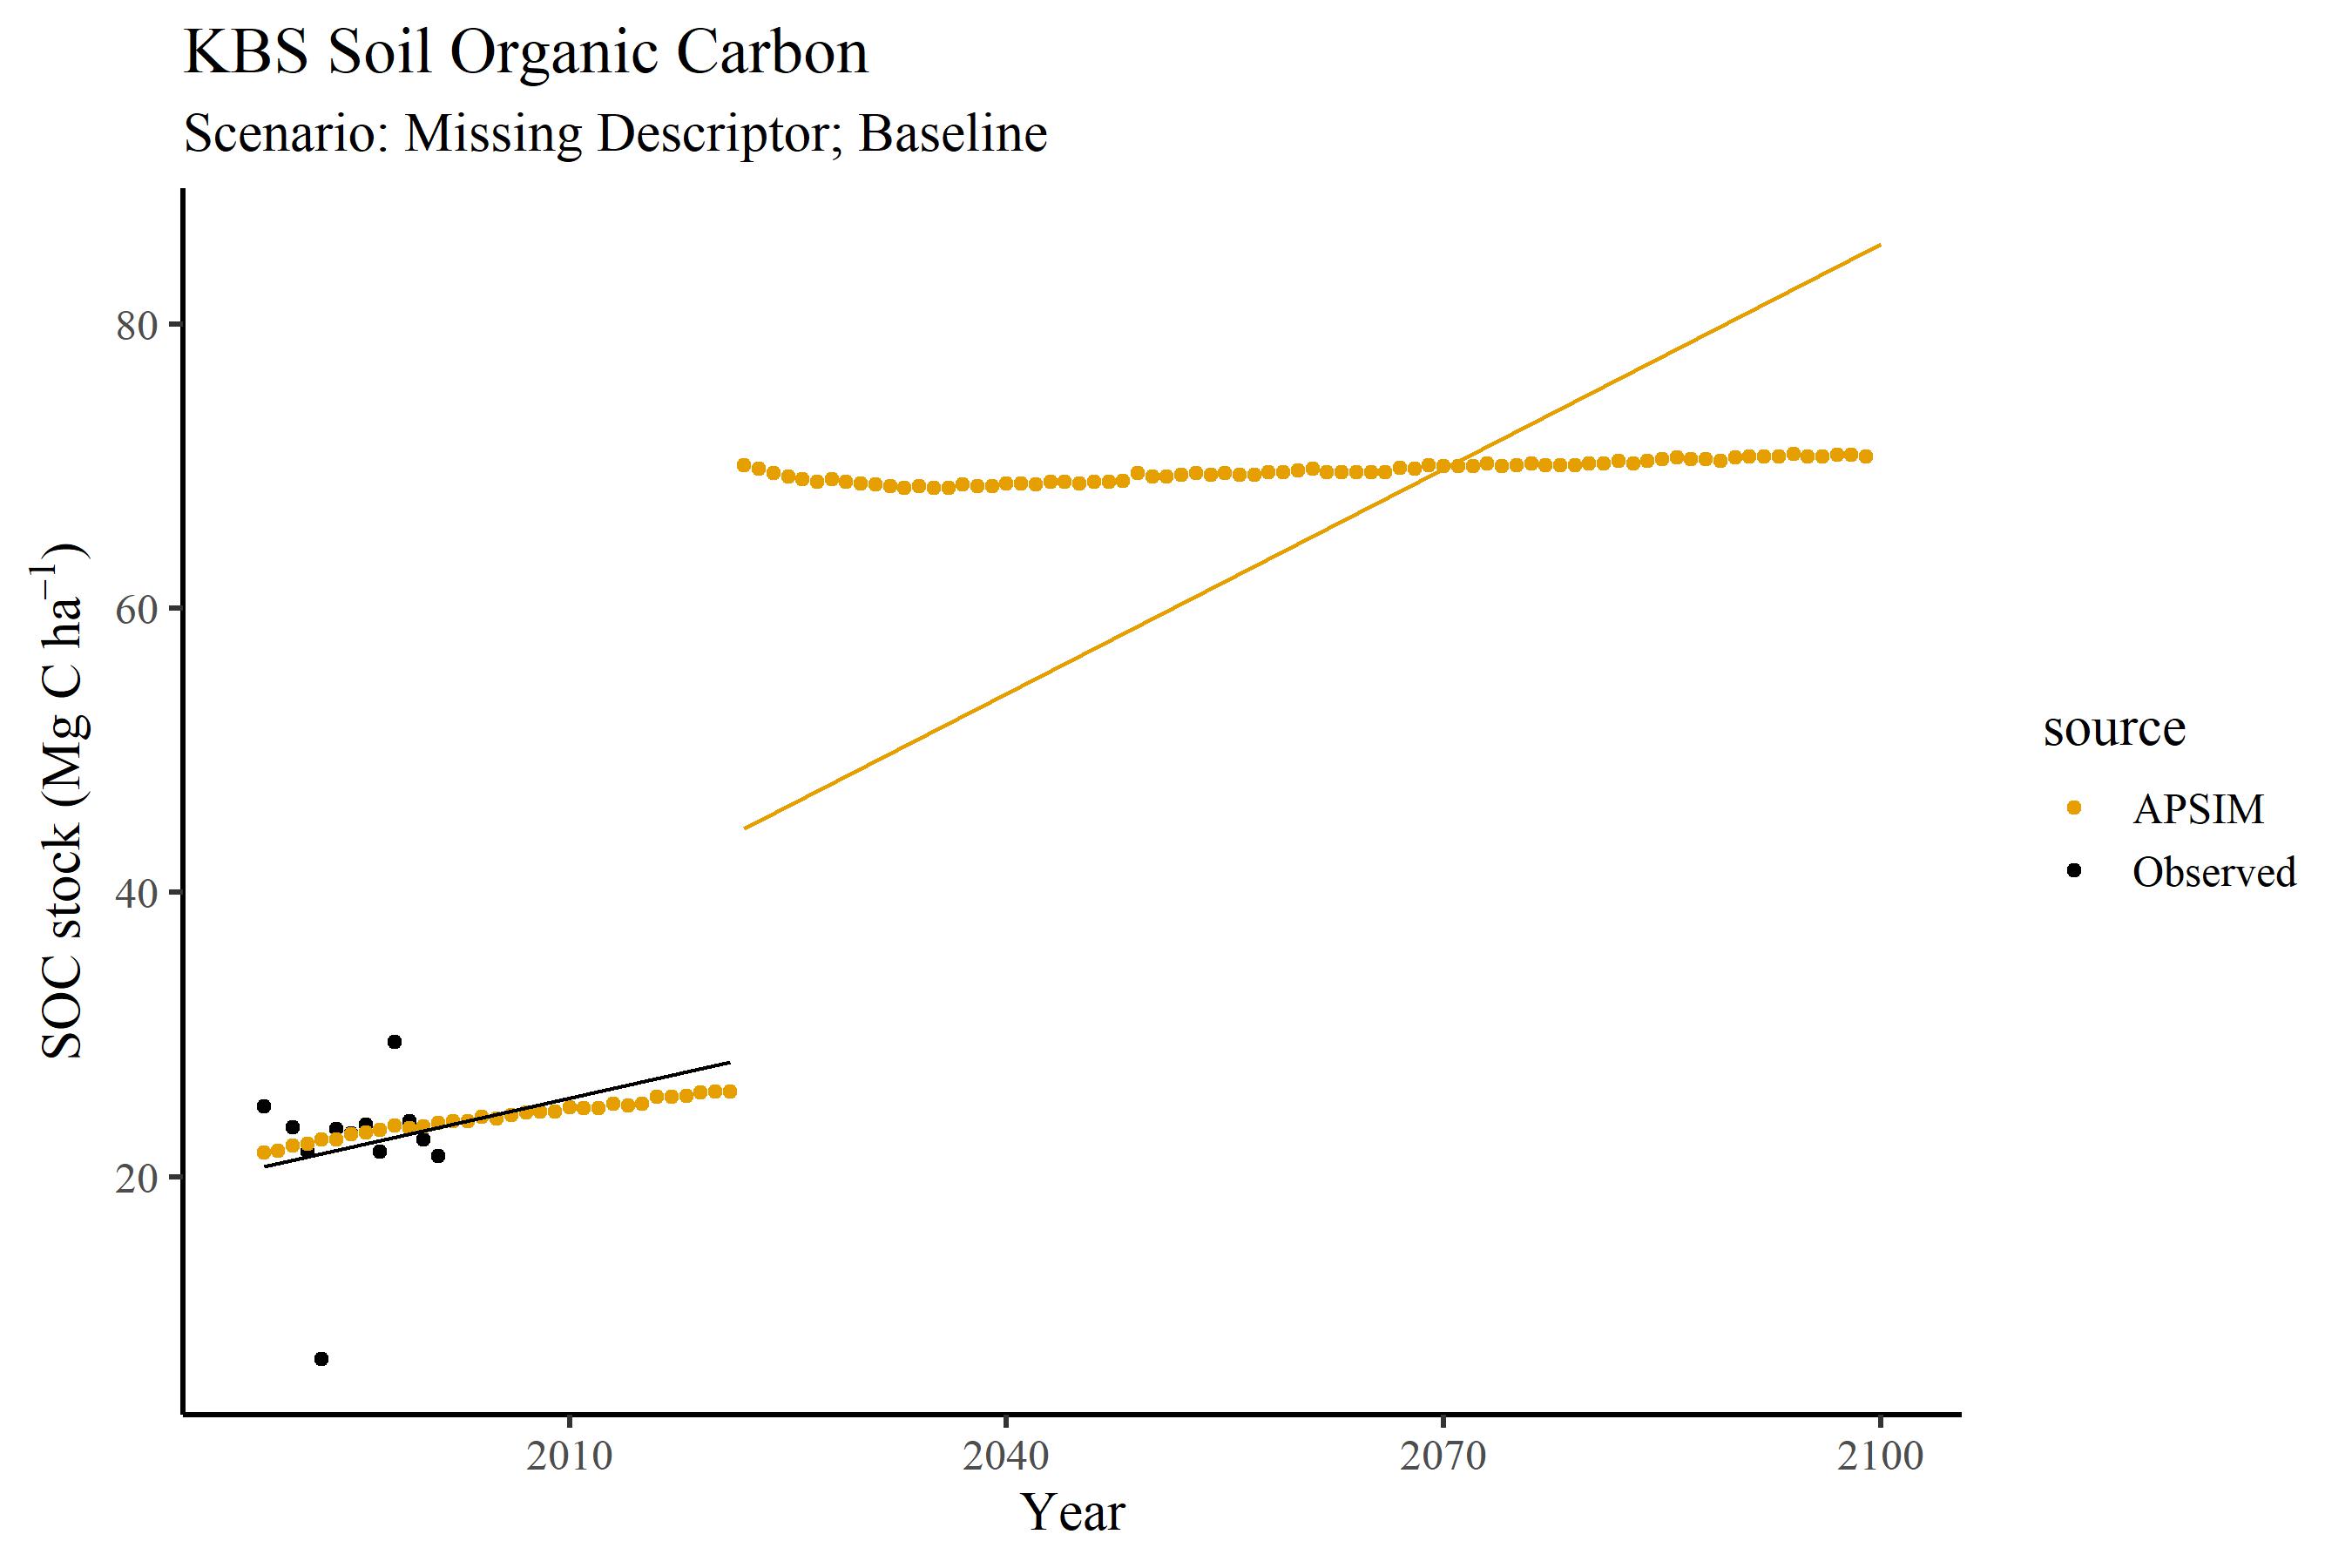 KBS Soil Organic Carbon
Scenario: Missing Descriptor; Baseline
SOC stock (Mg C ha⁻¹)
80
60
40
20
2010
2040
2070
2100
Year
source
APSIM
Observed